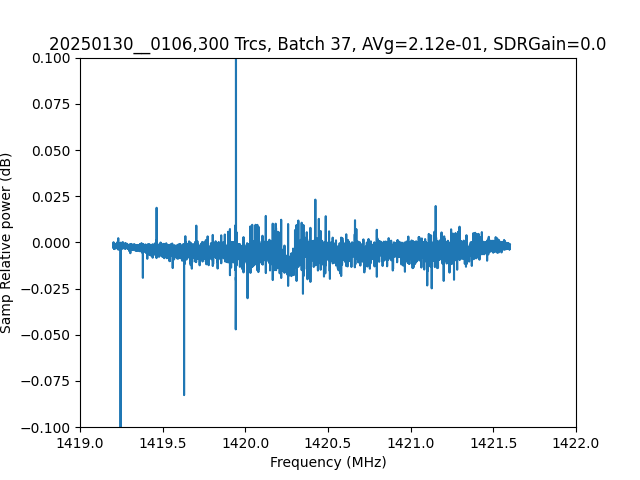 20250130__0106,300 Trcs, Batch 37, AVg=2.12e-01, SDRGain=0.0
0.100
0.075
0.050
0.025
0.000
−0.025
−0.050
−0.075
−0.100
Samp Relative power (dB)
1419.0 1419.5 1420.0 1420.5 1421.0 1421.5 1422.0
Frequency (MHz)